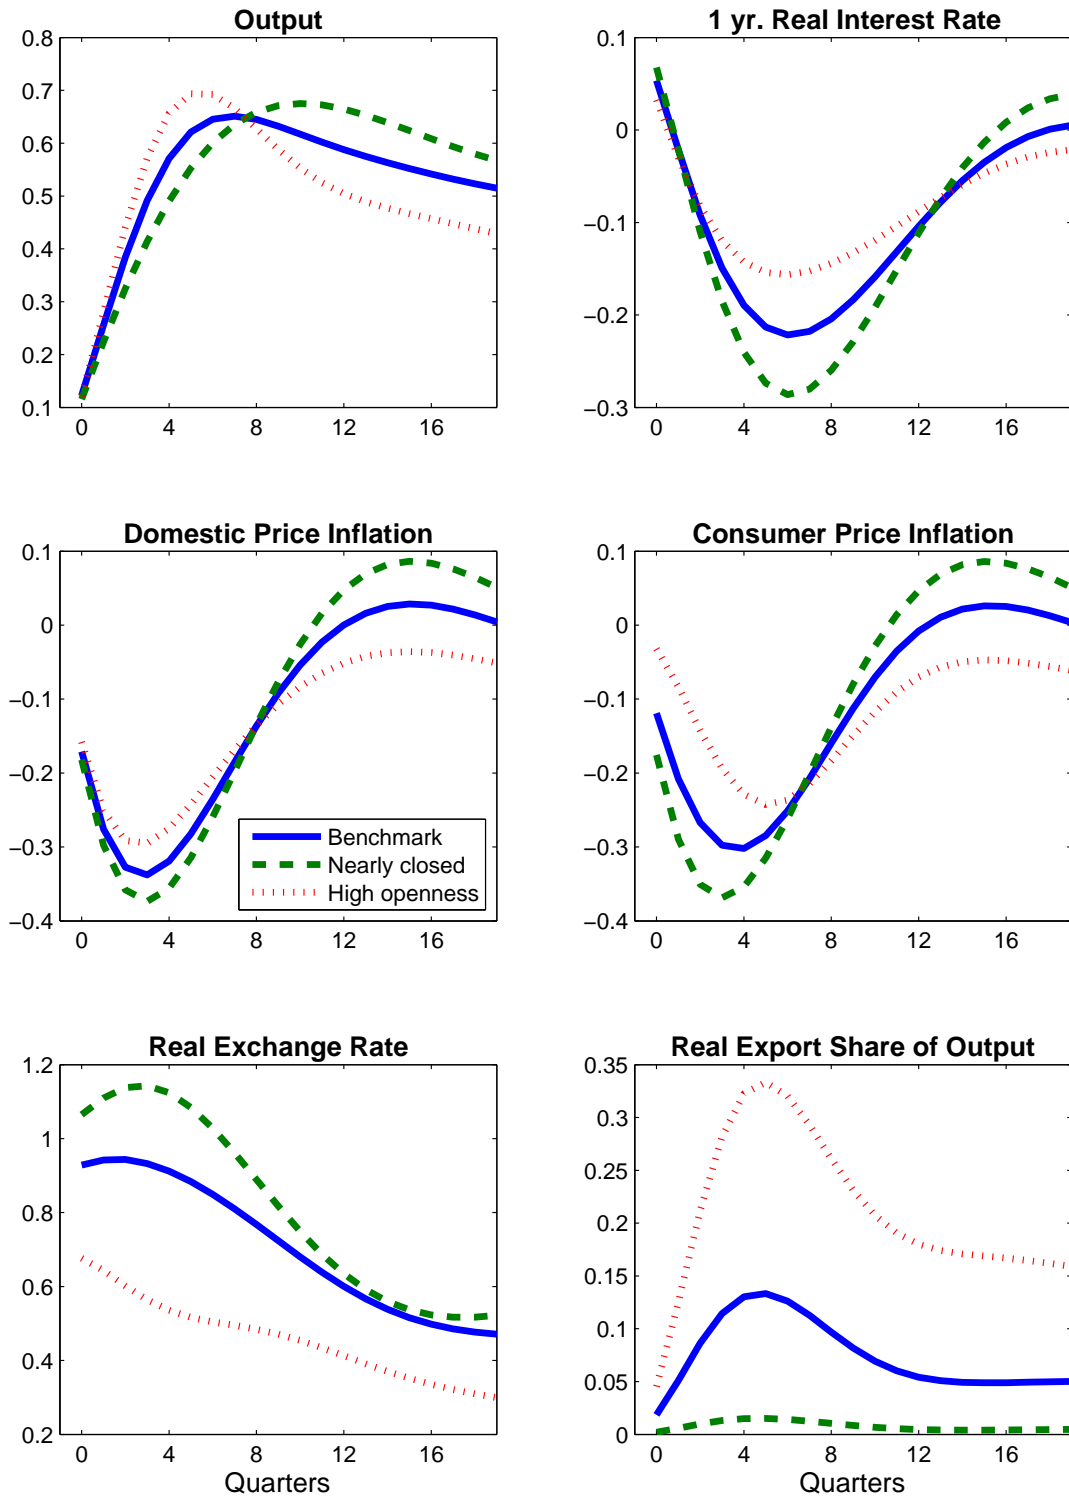 Output
0.8
0.7
0.6
0.5
0.4
0.3
0.2
0.1
0 4 8 12 16
1 yr. Real Interest Rate
0.1
0
−0.1
−0.2
−0.3
0 4 8 12 16
Domestic Price Inflation
0.1
0
−0.1
−0.2
−0.3
−0.4
0 4 8 12 16
Benchmark
Nearly closed
High openness
Consumer Price Inflation
0.1
0
−0.1
−0.2
−0.3
−0.4
0 4 8 12 16
Real Exchange Rate
1.2
1
0.8
0.6
0.4
0.2
0 4 8 12 16
Quarters
Real Export Share of Output
0.35
0.3
0.25
0.2
0.15
0.1
0.05
0
0 4 8 12 16
Quarters